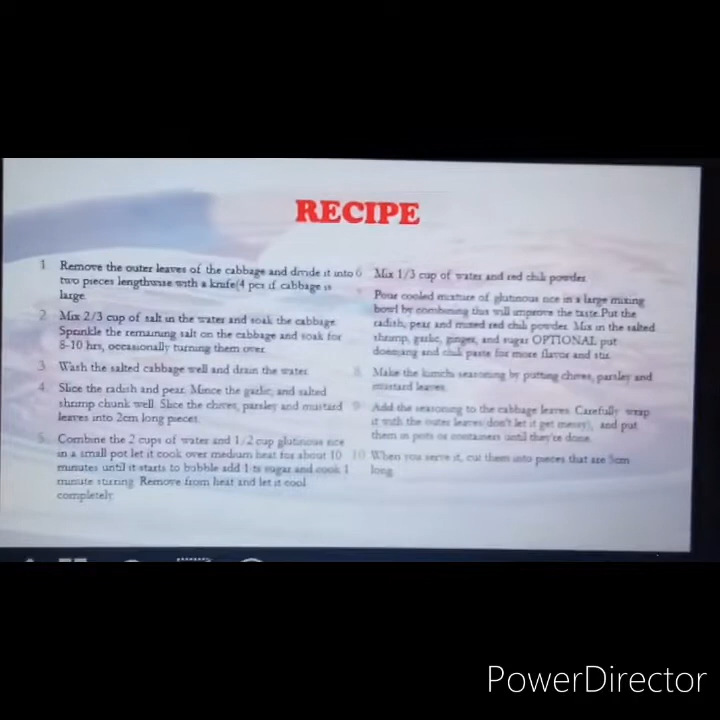 RECIPE
1 Remove the outer leaves of the cabbage and divide it into
two pieces lengthwise with a knife(4 pcs if cabbage is
large.
2. Mix 2/3 cup of salt in the water and soak the cabbage.
Sprinkle the remaining salt on the cabbage and soak for
8-10 hrs, occasionally turning them over.
3. Wash the salted cabbage well and drain the water.
4. Slice the radish and pear. Mince the garlic, and salted
shrimp chunk well. Slice the chives, parsley and mustard
leaves into 2cm long pieces.
5. Combine the 2 cups of water and 1/2 cup glutinous rice
in a small pot let it cook over medium heat for about 10
minutes until it starts to bubble add 1 ts sugar and cook 1
minute stirring. Remove from heat and let it cool
completely.
6 Mix 1/3 cup of water and red chili powder.
Pour cooled mixture of glutinous rice in a large mixing
bowl by combining this will improve the taste. Put the
radish, pear and mixed red chili powder. Mix in the salted
shrimp, garlic, ginger, and sugar OPTIONAL put
doenjang and chili paste for more flavor and stir.
8. Make the kimchi seasoning by putting chives, parsley and
mustard leaves.
9. Add the seasoning to the cabbage leaves. Carefully wrap
it with the outer leaves(don't let it get messy), and put
them in pots or containers until they're done.
10. When you serve it, cut them into pieces that are 5cm
long.
PowerDirector